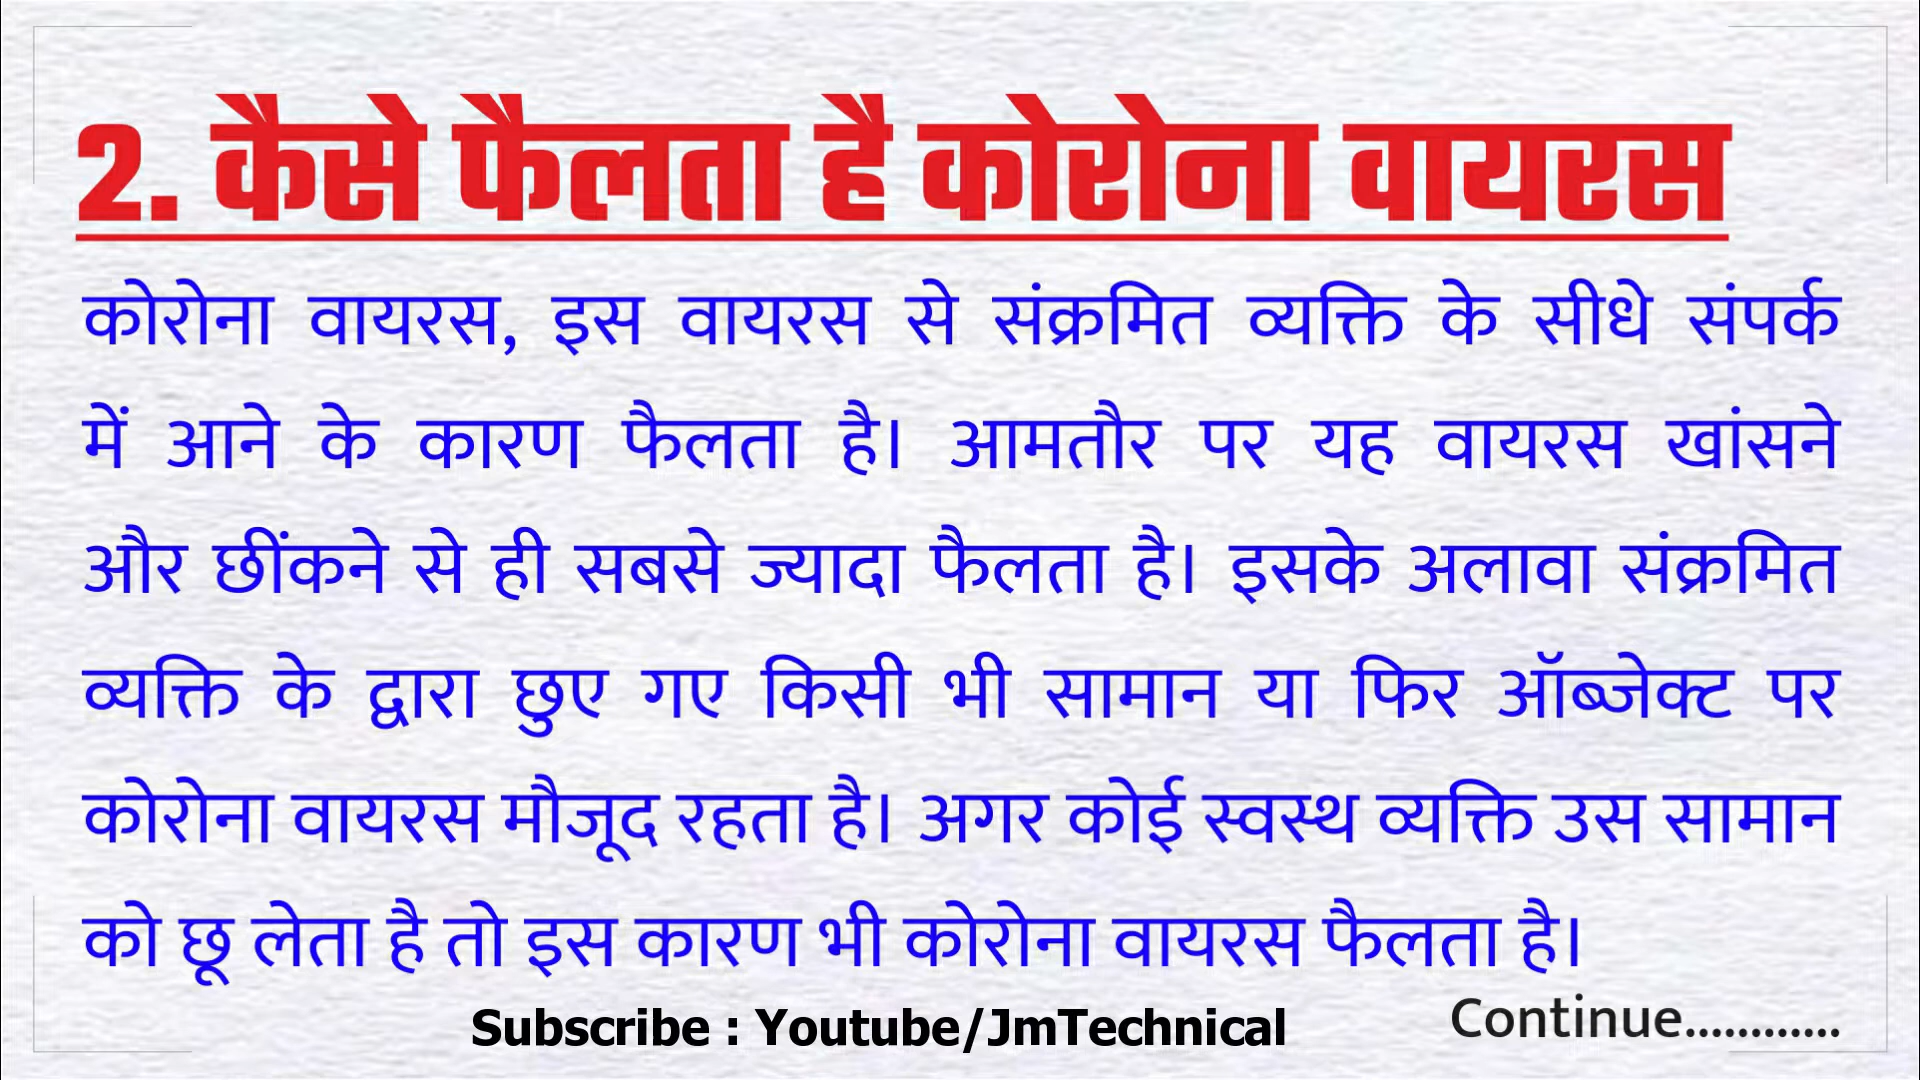 2. कैसे फैलता है कोरोना वायरस
कोरोना वायरस, इस वायरस से संक्रमित व्यक्ति के सीधे संपर्क
में आने के कारण फैलता है। आमतौर पर यह वायरस खांसने
और छींकने से ही सबसे ज्यादा फैलता है। इसके अलावा संक्रमित
व्यक्ति के द्वारा छुए गए किसी भी सामान या फिर ऑब्जेक्ट पर
कोरोना वायरस मौजूद रहता है। अगर कोई स्वस्थ व्यक्ति उस सामान
को छू लेता है तो इस कारण भी कोरोना वायरस फैलता है।
Subscribe : Youtube/JmTechnical
Continue............